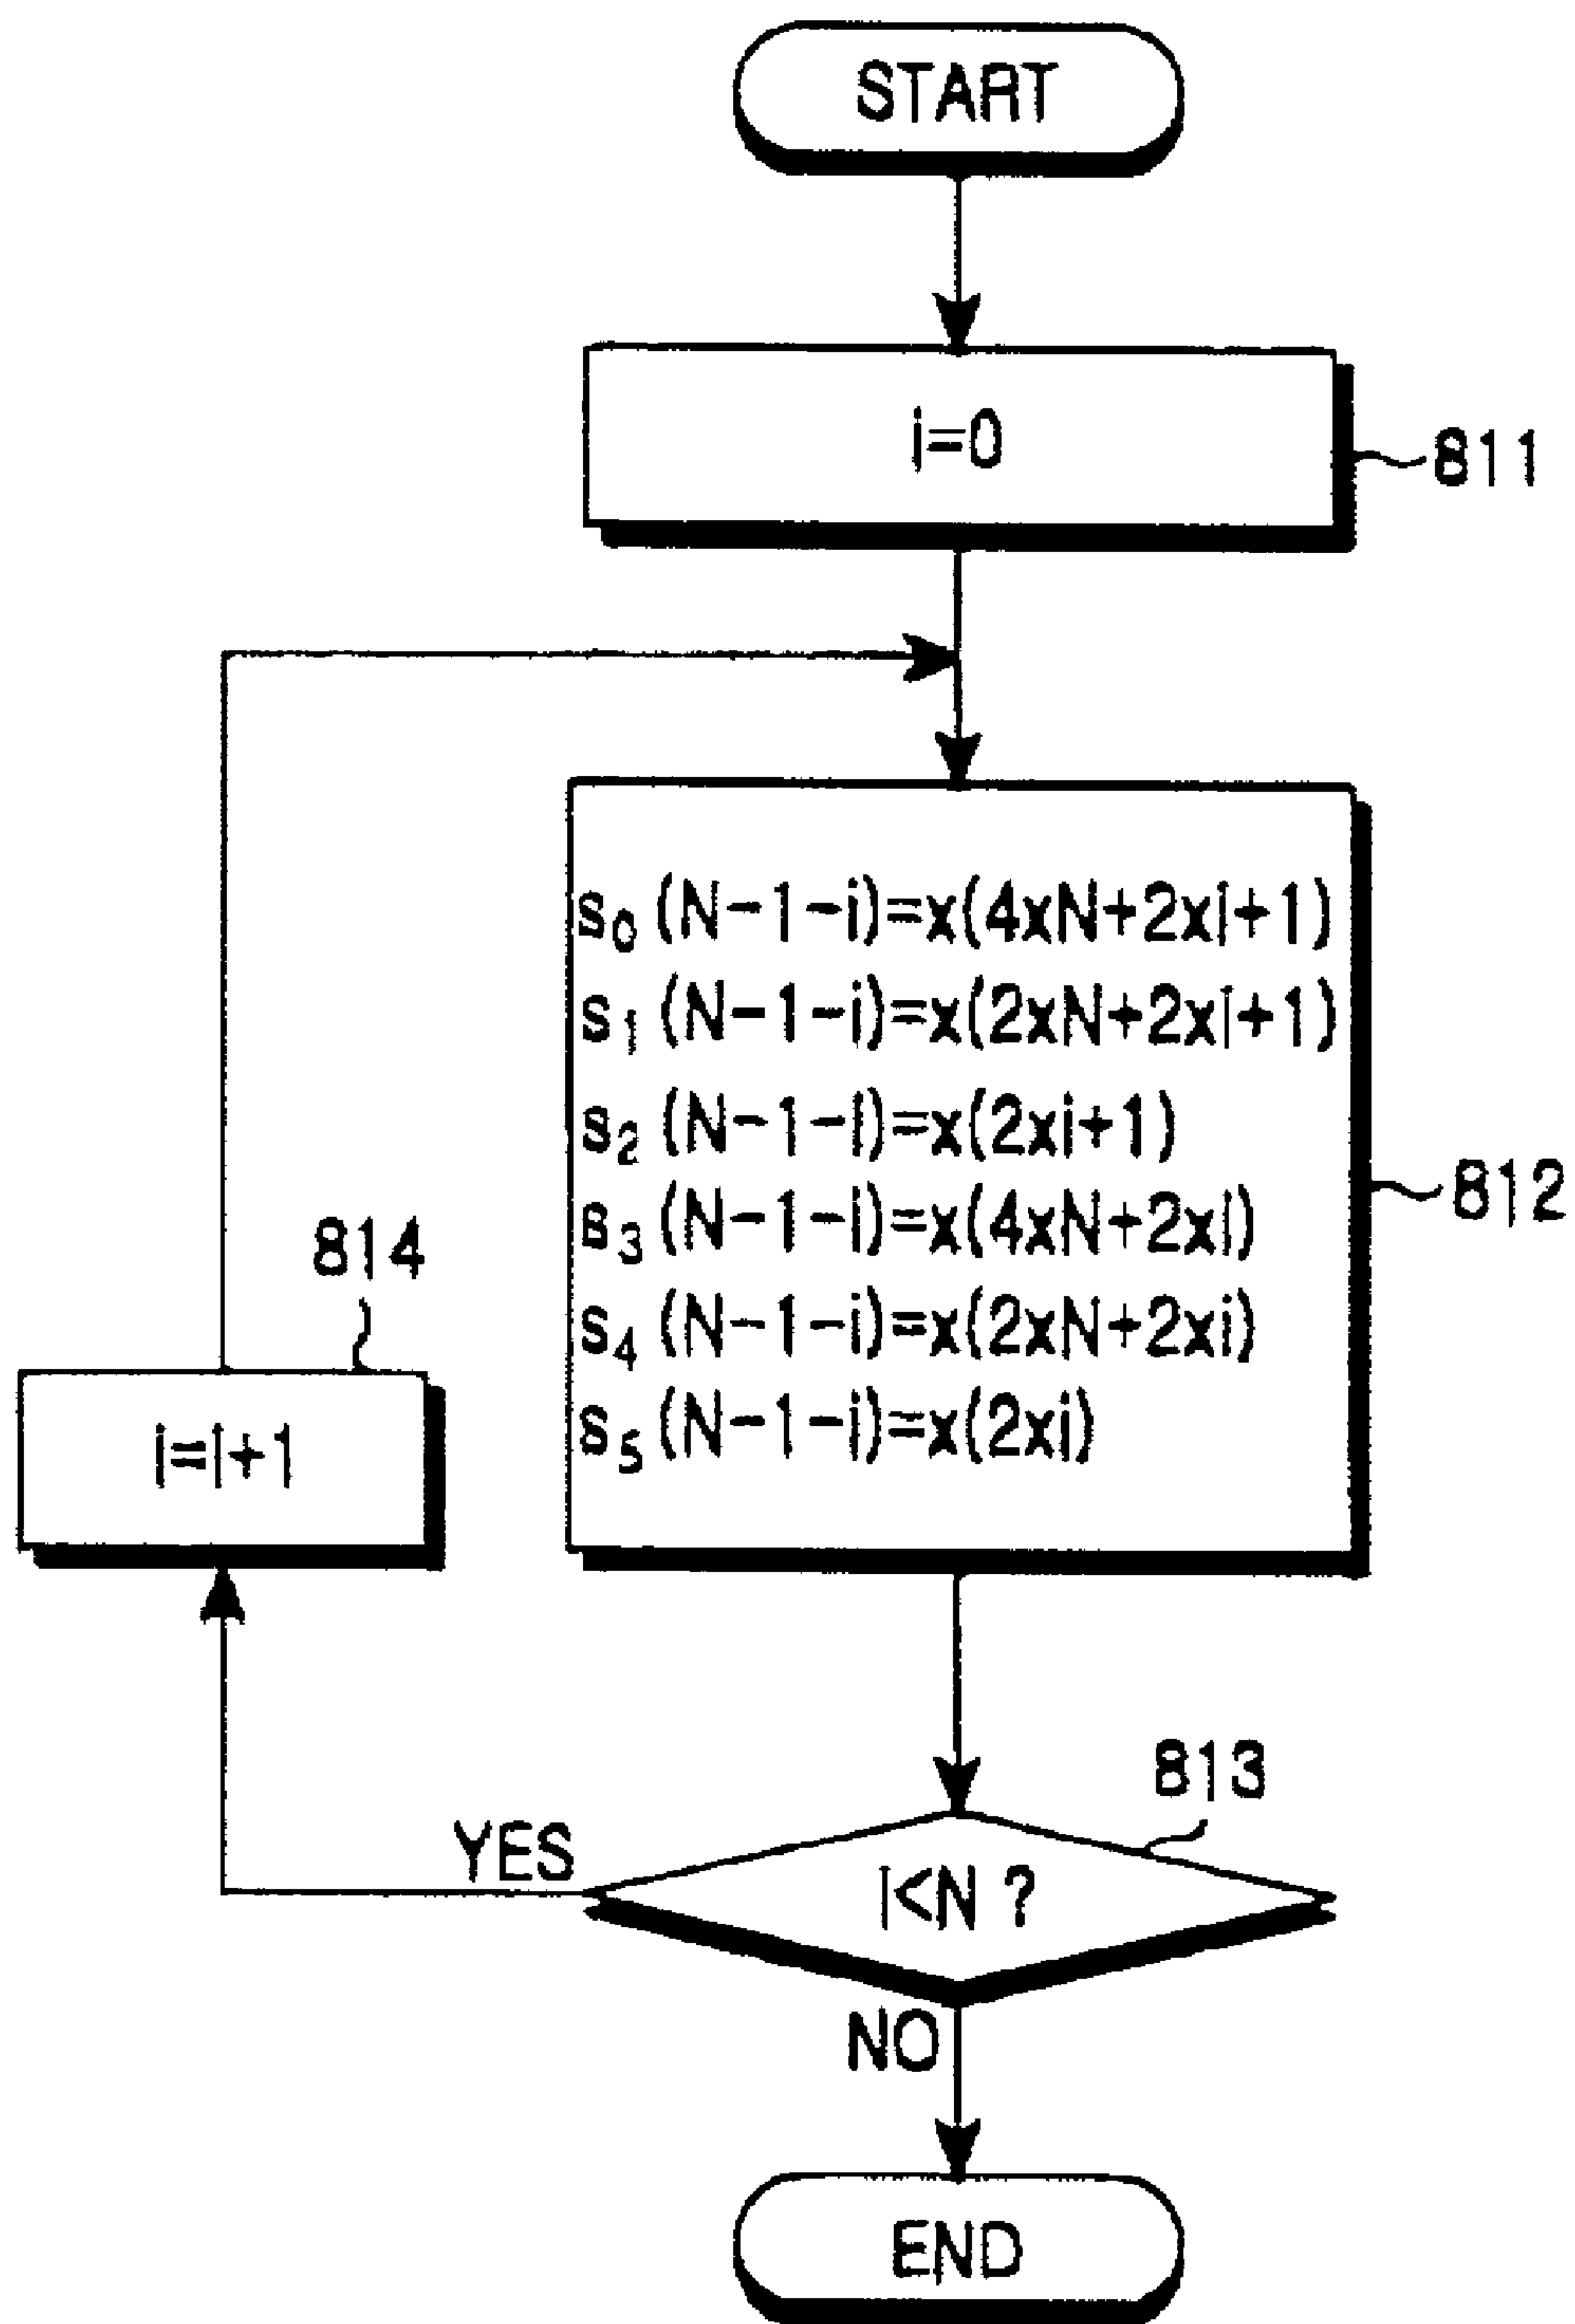 START
i=0
811
s₀ (N-1-i)=x(4xN+2xi+1)
s₁ (N-1-i)=x(2xN+2xi+1)
s₂ (N-1-i)=x(2xi+1)
s₃ (N-1-i)=x(4xN+2xi)
s₄ (N-1-i)=x(2xN+2xi)
s₅ (N-1-i)=x(2xi)
812
814
i=i+1
813
i<N ?
YES
NO
END